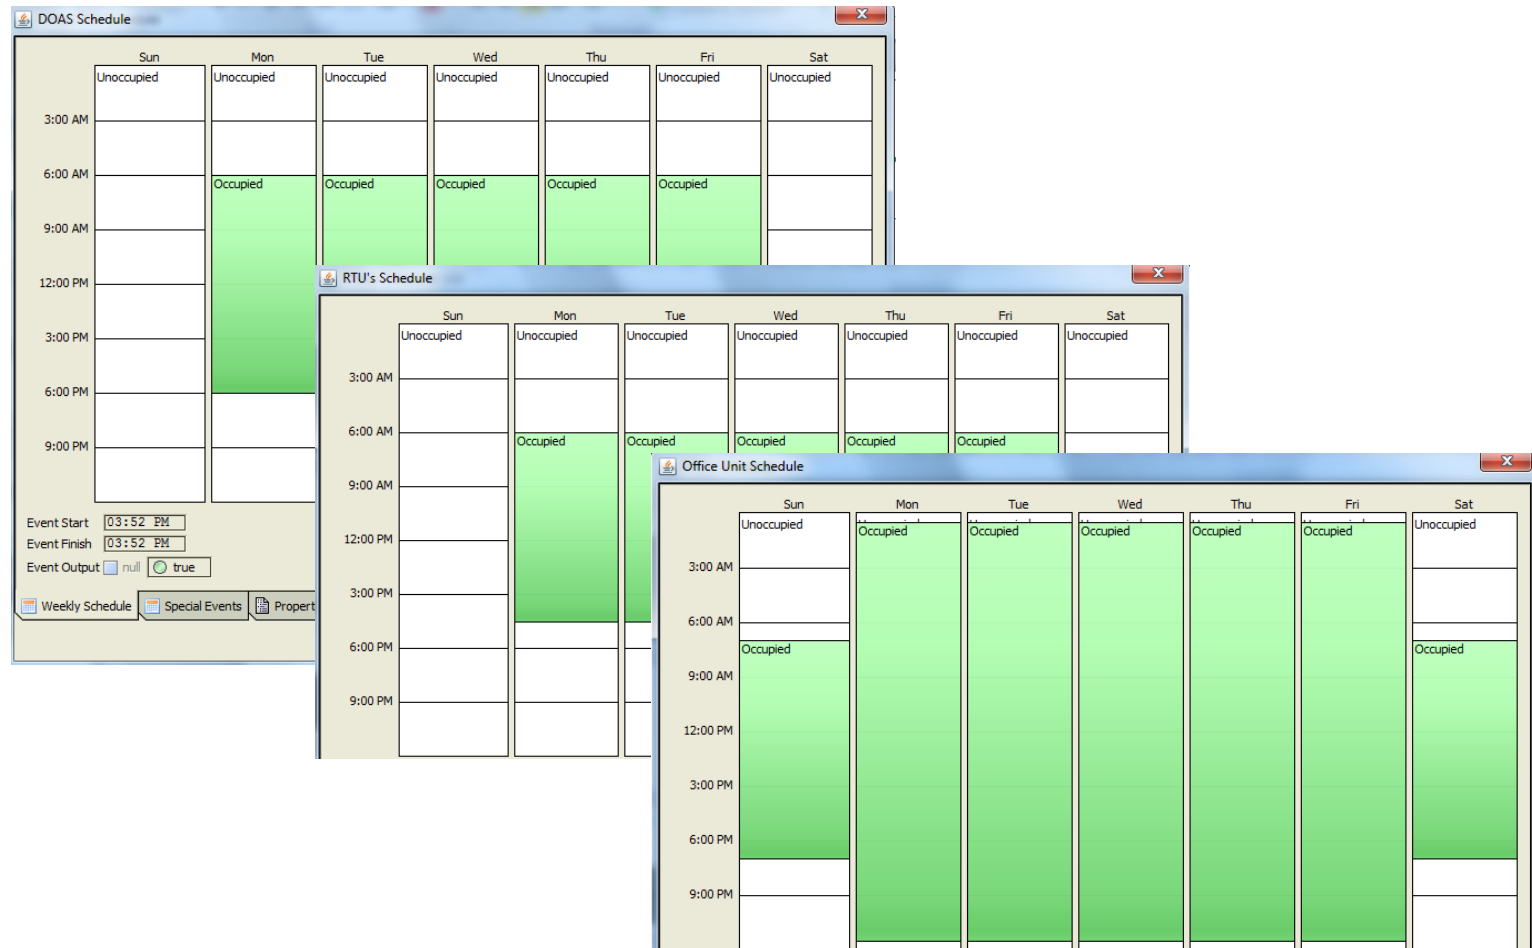 DOAS Schedule
Sun Mon Tue Wed Thu Fri Sat
Unoccupied Unoccupied Unoccupied Unoccupied Unoccupied Unoccupied Unoccupied
3:00 AM
6:00 AM
Occupied Occupied Occupied Occupied Occupied
9:00 AM
12:00 PM
3:00 PM
6:00 PM
9:00 PM
Event Start 03:52 PM
Event Finish 03:52 PM
Event Output null true
Weekly Schedule Special Events Propert
RTU's Schedule
Sun Mon Tue Wed Thu Fri Sat
Unoccupied Unoccupied Unoccupied Unoccupied Unoccupied Unoccupied Unoccupied
3:00 AM
6:00 AM
Occupied Occupied Occupied Occupied Occupied
9:00 AM
12:00 PM
3:00 PM
6:00 PM
9:00 PM
Office Unit Schedule
Sun Mon Tue Wed Thu Fri Sat
Unoccupied Unoccupied
Occupied Occupied Occupied Occupied Occupied
3:00 AM
6:00 AM
Occupied Occupied
9:00 AM
12:00 PM
3:00 PM
6:00 PM
9:00 PM